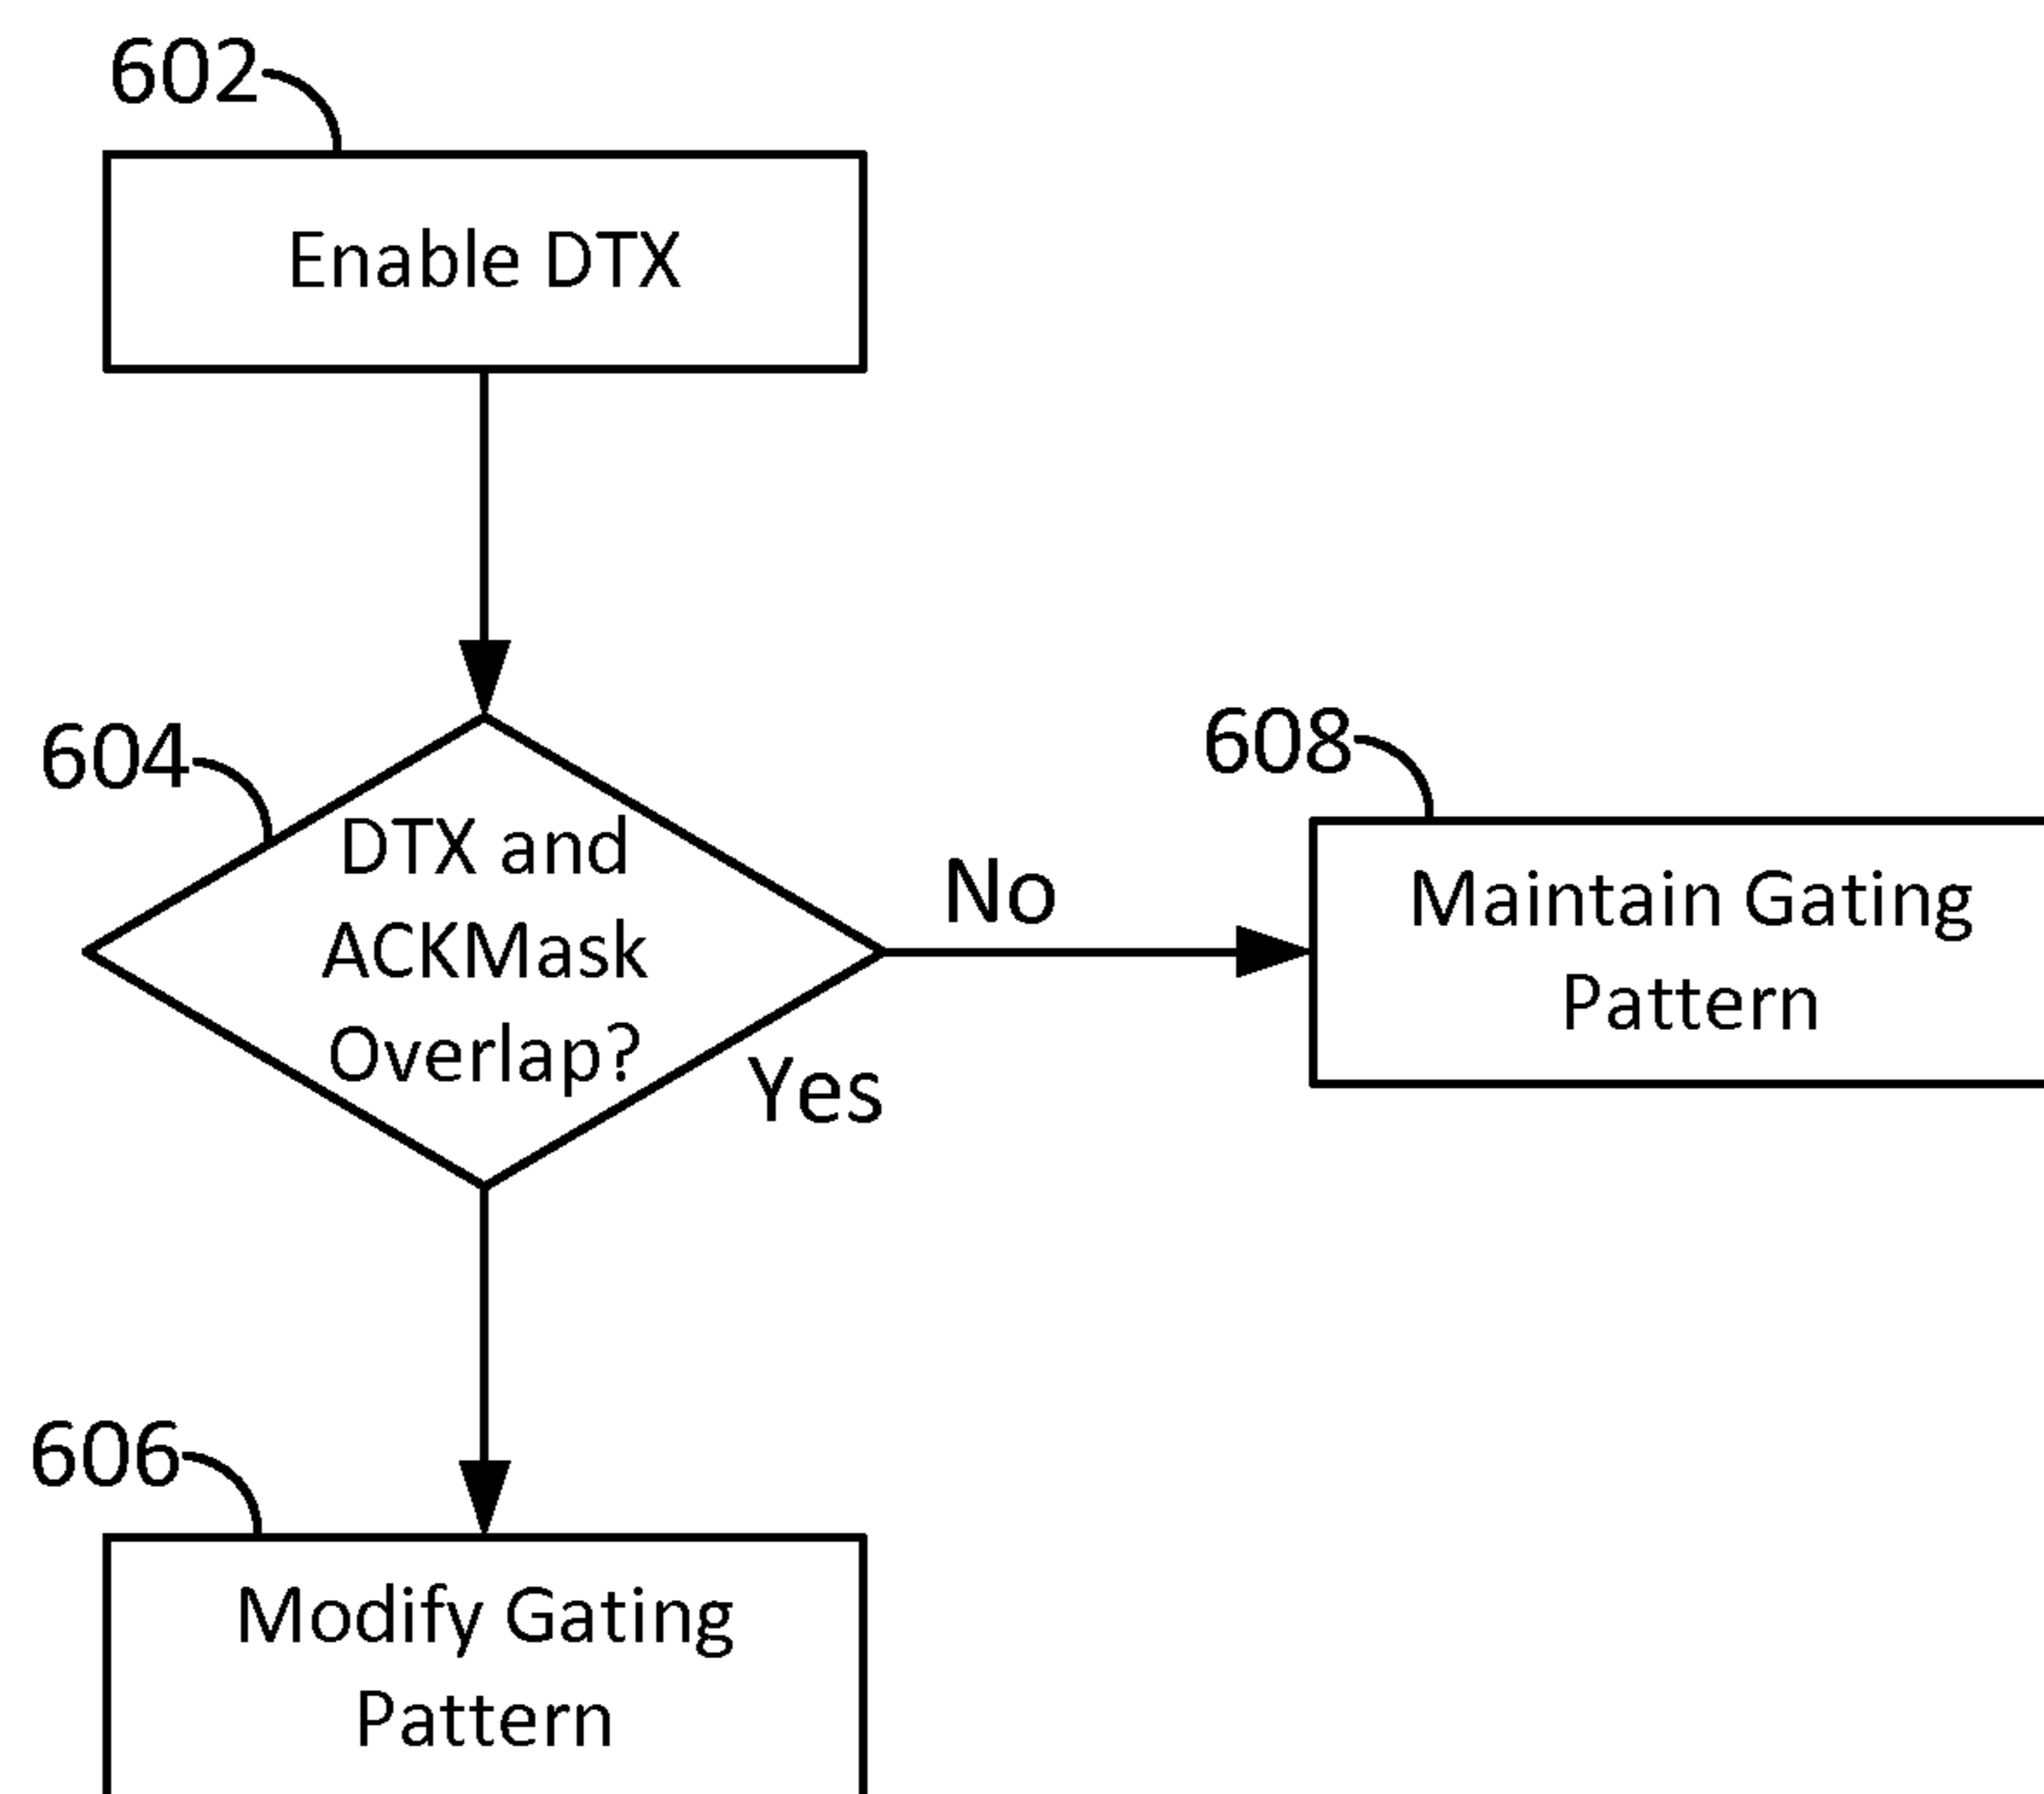 602
Enable DTX
604
DTX and
ACKMask
Overlap?
No
Yes
608
Maintain Gating
Pattern
606
Modify Gating
Pattern